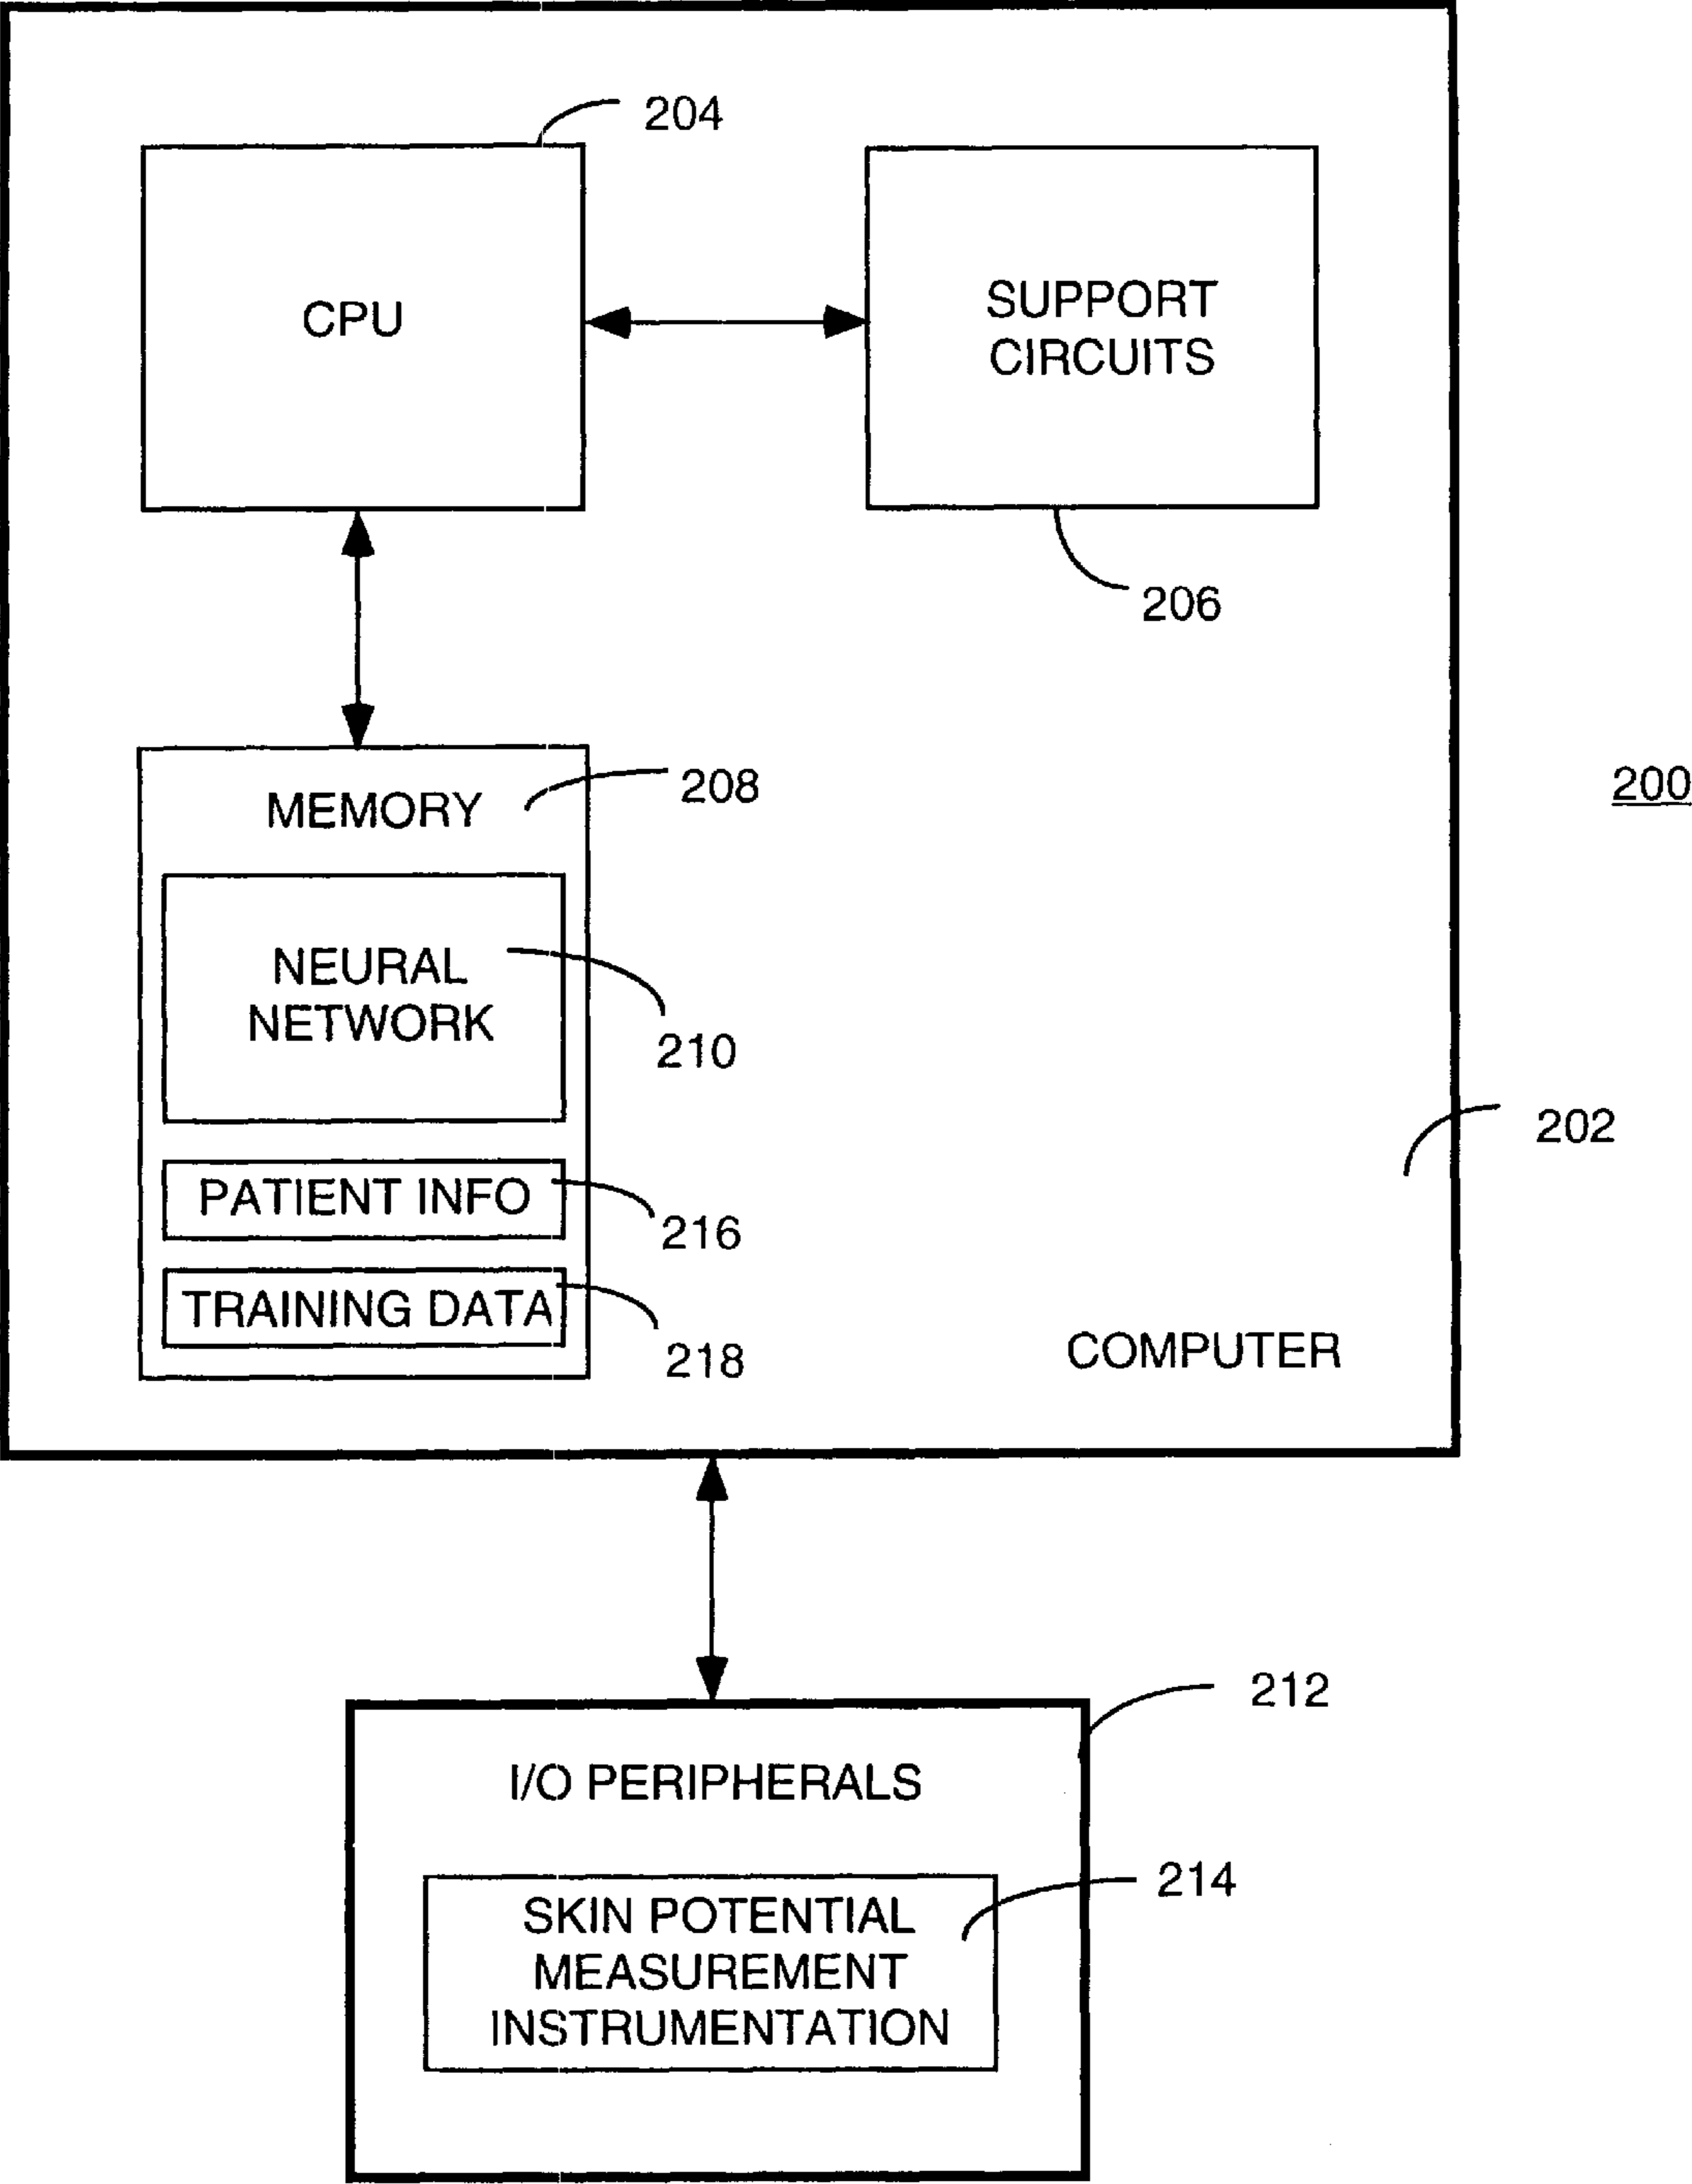 204
CPU
SUPPORT
CIRCUITS
206
MEMORY
208
200
NEURAL
NETWORK
210
202
PATIENT INFO
216
TRAINING DATA
218
COMPUTER
212
I/O PERIPHERALS
214
SKIN POTENTIAL
MEASUREMENT
INSTRUMENTATION